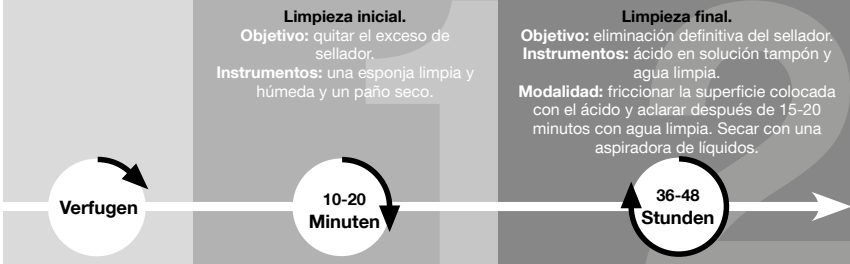 Limpieza inicial.
Objetivo: quitar el exceso de
sellador.
Instrumentos: una esponja limpia y
húmeda y un paño seco.
Limpieza final.
Objetivo: eliminación definitiva del sellador.
Instrumentos: ácido en solución tampón y
agua limpia.
Modalidad: friccionar la superficie colocada
con el ácido y aclarar después de 15-20
minutos con agua limpia. Secar con una
aspiradora de líquidos.
1
2
Verfugen
10-20
Minuten
36-48
Stunden